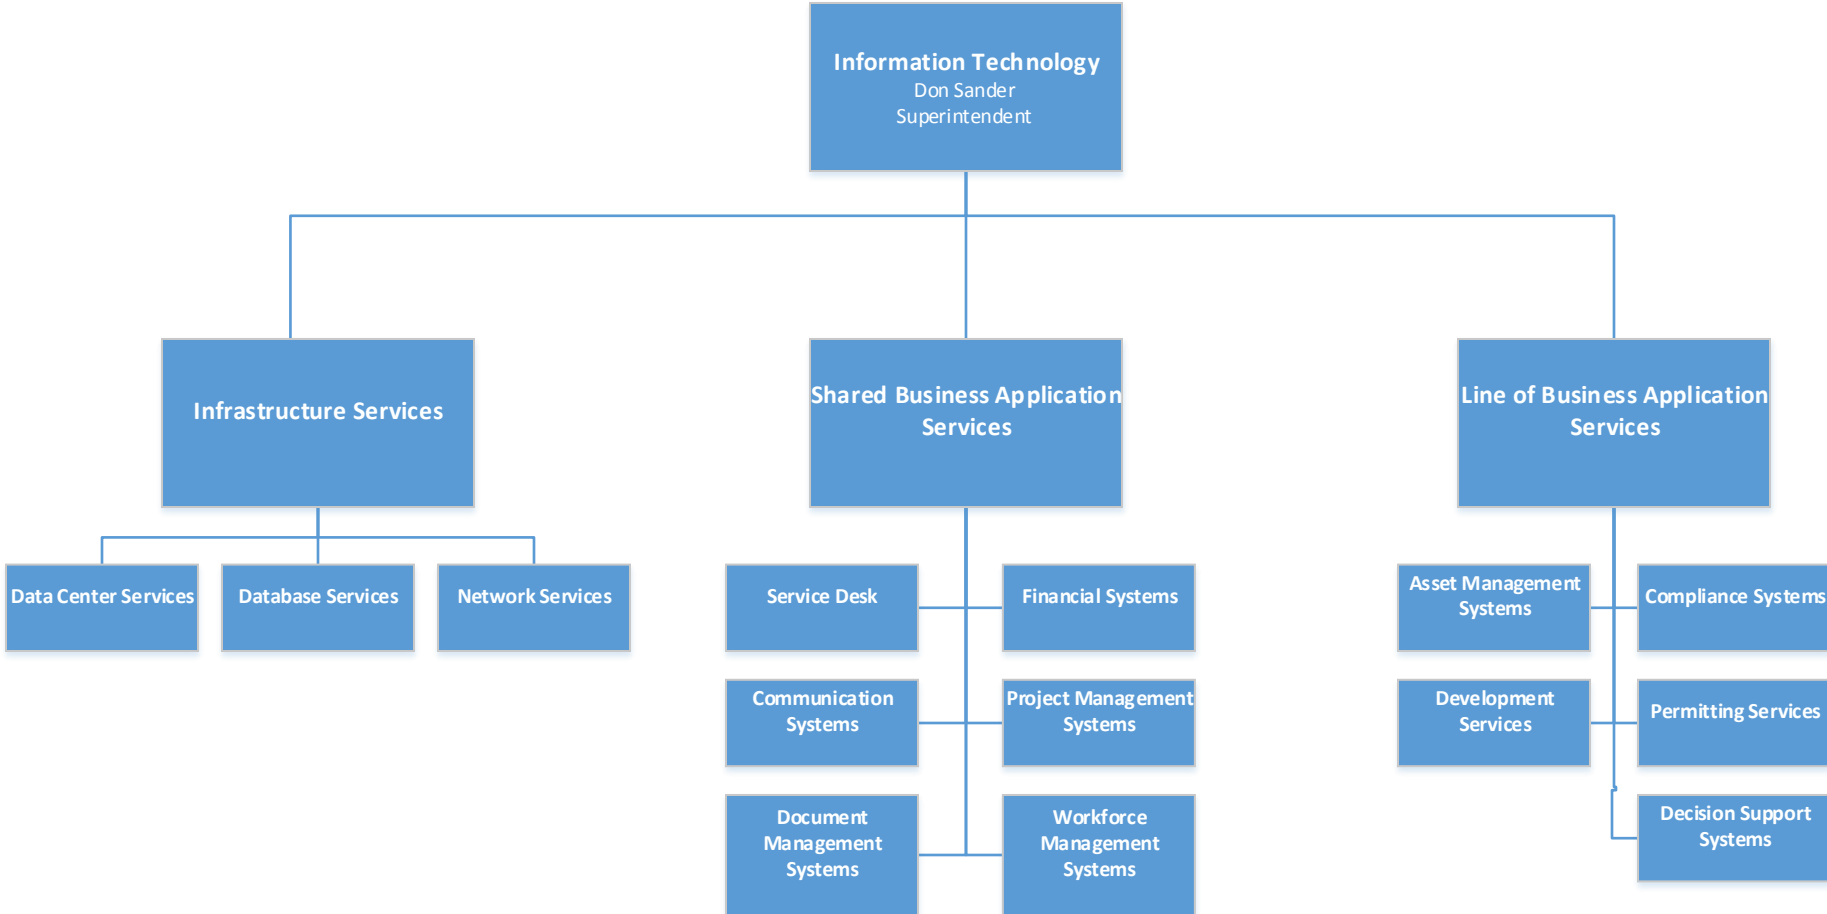 Information Technology
Don Sander
Superintendent
Infrastructure Services
Shared Business Application
Services
Line of Business Application
Services
Data Center Services
Database Services
Network Services
Service Desk
Financial Systems
Communication
Systems
Project Management
Systems
Document
Management
Systems
Workforce
Management
Systems
Asset Management
Systems
Compliance Systems
Development
Services
Permitting Services
Decision Support
Systems